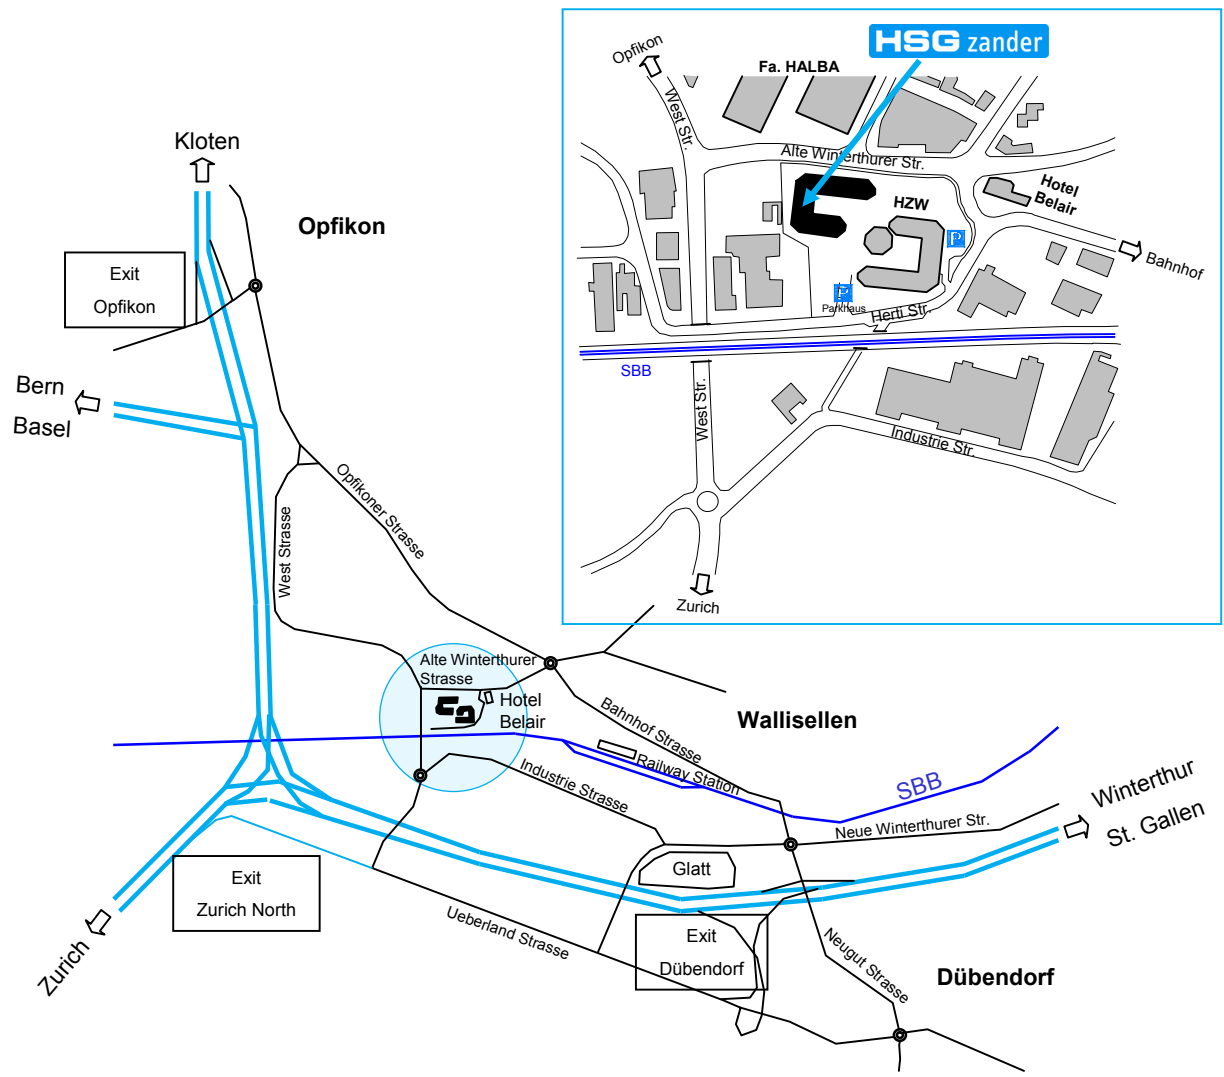 HSG zander
Opfikon
Fa. HALBA
West Str.
Alte Winterthurer Str.
Hotel
Belair
HZW
P
Bahnhof
P
Parkhaus
Herti Str.
SBB
West Str.
Industrie Str.
Zurich
Kloten
Opfikon
Exit
Opfikon
Bern
Basel
Opfikoner Strasse
West Strasse
Alte Winterthurer
Strasse
Hotel
Belair
Bahnhof Strasse
Wallisellen
Railway Station
Industrie Strasse
SBB
Winterthur
St. Gallen
Neue Winterthurer Str.
Glatt
Exit
Zurich North
Ueberland Strasse
Exit
Dübendorf
Neugut Strasse
Dübendorf
Zurich